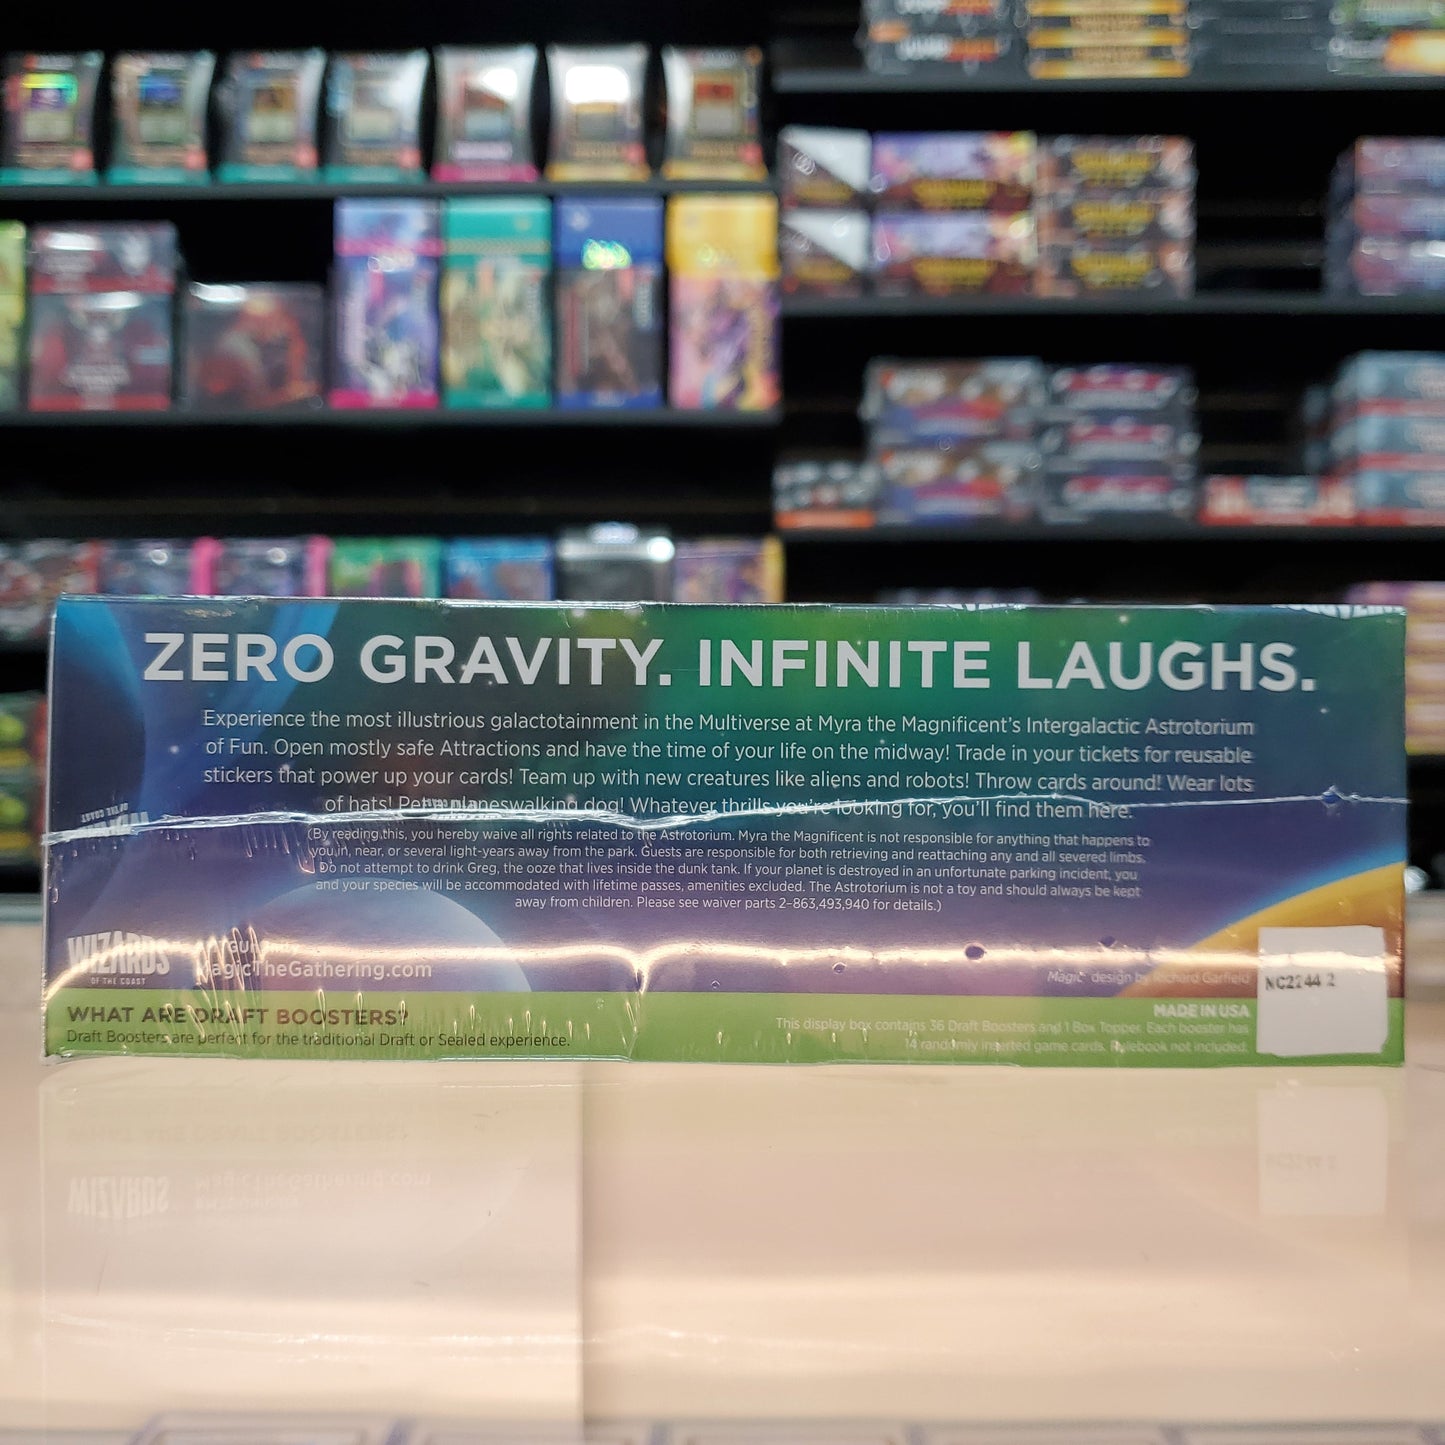 ZERO GRAVITY. INFINITE LAUGHS.
Experience the most illustrious galactotainment in the Multiverse at Myra the Magnificent's Intergalactic Astrotorium
of Fun. Open mostly safe Attractions and have the time of your life on the midway! Trade in your tickets for reusable
stickers that power up your cards! Team up with new creatures like aliens and robots! Throw cards around! Wear lots
of hats! Pet a planeswalking dog! Whatever thrills you're looking for, you'll find them here.
(By reading this, you hereby waive all rights related to the Astrotorium. Myra the Magnificent is not responsible for anything that happens to
you in, near, or several light-years away from the park. Guests are responsible for both retrieving and reattaching any and all severed limbs.
Do not attempt to drink Greg, the ooze that lives inside the dunk tank. If your planet is destroyed in an unfortunate parking incident, you
and your species will be accommodated with lifetime passes, amenities excluded. The Astrotorium is not a toy and should always be kept
away from children. Please see waiver parts 2–863,493,940 for details.)
WIZARDS
OF THE COAST
MagicTheGathering.com
Magic® design by Richard Garfield
NC2244 2
WHAT ARE DRAFT BOOSTERS?
Draft Boosters are perfect for the traditional Draft or Sealed experience.
MADE IN USA
This display box contains 36 Draft Boosters and 1 Box Topper. Each booster has
14 randomly inserted game cards. Rulebook not included.